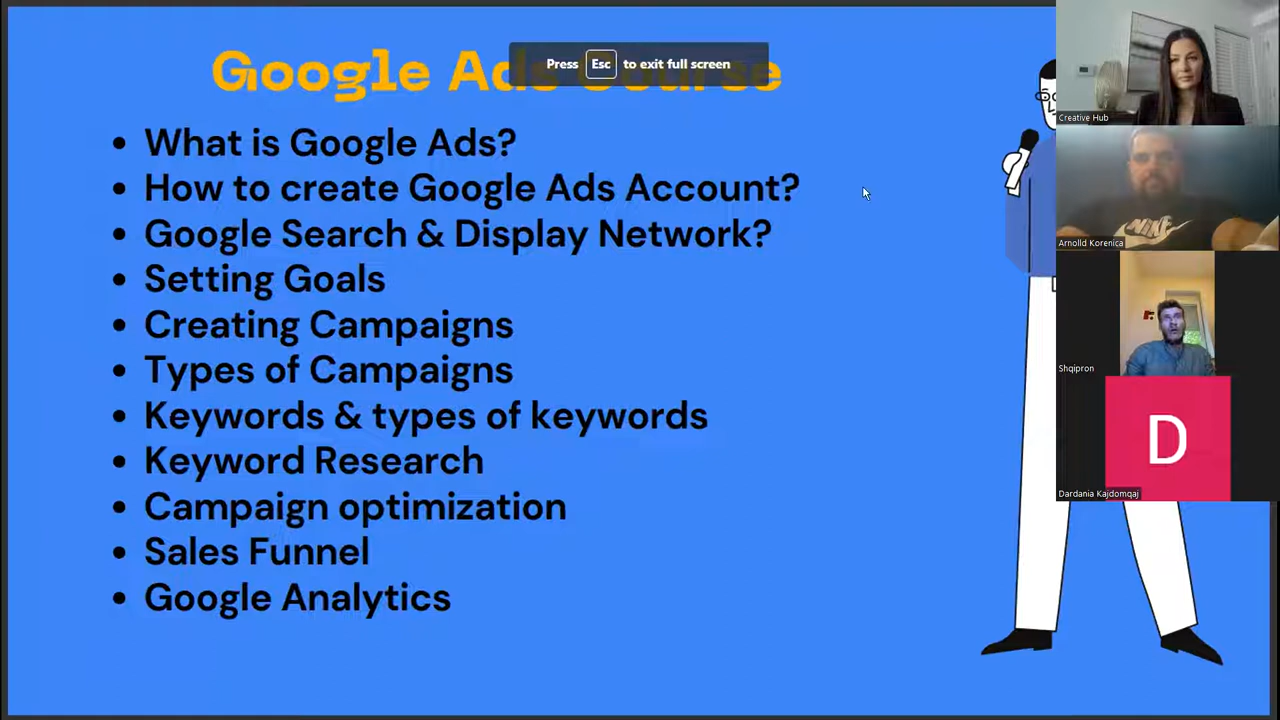 Google Ads Course
Press Esc to exit full screen
What is Google Ads?
How to create Google Ads Account?
Google Search & Display Network?
Setting Goals
Creating Campaigns
Types of Campaigns
Keywords & types of keywords
Keyword Research
Campaign optimization
Sales Funnel
Google Analytics
Creative Hub
NIKE
Arnolld Korenica
Shqipron
D
Dardania Kajdomqaj